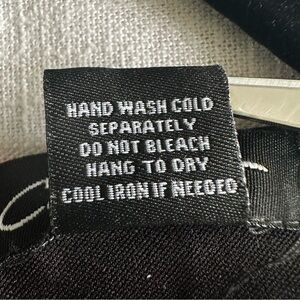 HAND WASH COLD
SEPARATELY
DO NOT BLEACH
HANG TO DRY
COOL IRON IF NEEDED